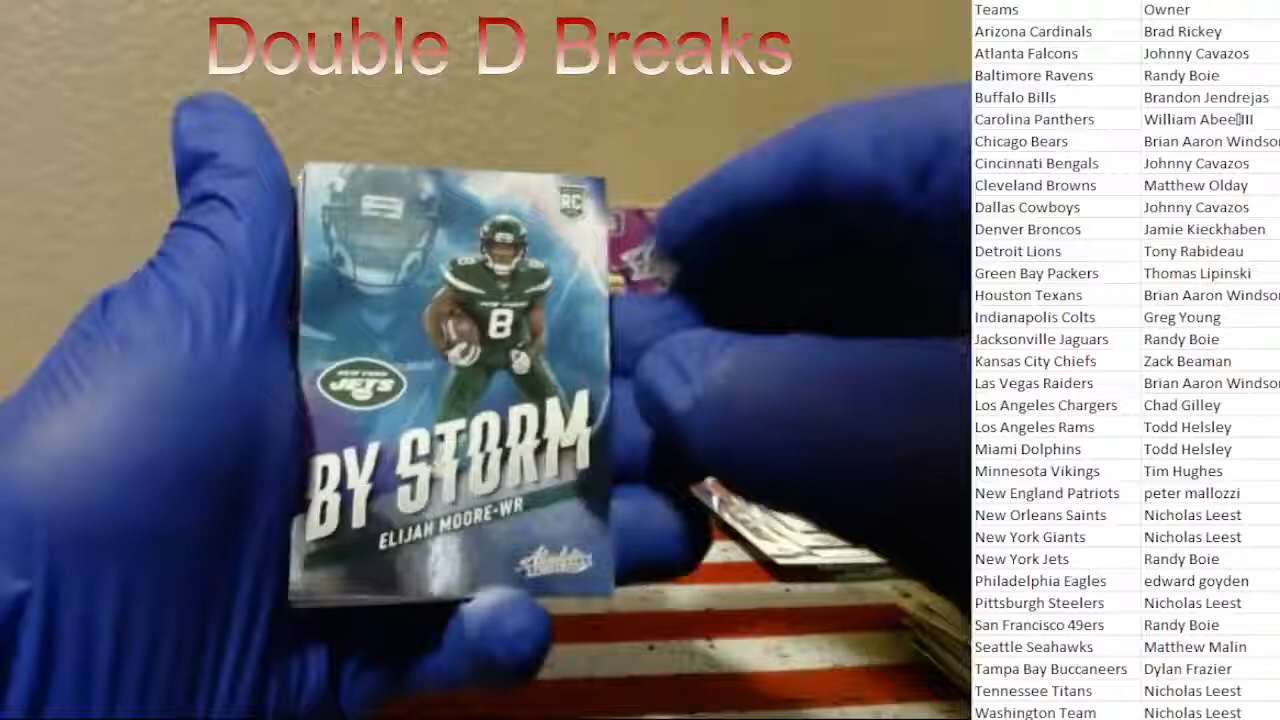 Double D Breaks
RC
8
NEW YORK
JETS
BY STORM
ELIJAH MOORE-WR
Absolute
Teams Owner
Arizona Cardinals Brad Rickey
Atlanta Falcons Johnny Cavazos
Baltimore Ravens Randy Boie
Buffalo Bills Brandon Jendrejas
Carolina Panthers William Abee▯III
Chicago Bears Brian Aaron Windso
Cincinnati Bengals Johnny Cavazos
Cleveland Browns Matthew Olday
Dallas Cowboys Johnny Cavazos
Denver Broncos Jamie Kieckhaben
Detroit Lions Tony Rabideau
Green Bay Packers Thomas Lipinski
Houston Texans Brian Aaron Windso
Indianapolis Colts Greg Young
Jacksonville Jaguars Randy Boie
Kansas City Chiefs Zack Beaman
Las Vegas Raiders Brian Aaron Windso
Los Angeles Chargers Chad Gilley
Los Angeles Rams Todd Helsley
Miami Dolphins Todd Helsley
Minnesota Vikings Tim Hughes
New England Patriots peter mallozzi
New Orleans Saints Nicholas Leest
New York Giants Nicholas Leest
New York Jets Randy Boie
Philadelphia Eagles edward goyden
Pittsburgh Steelers Nicholas Leest
San Francisco 49ers Randy Boie
Seattle Seahawks Matthew Malin
Tampa Bay Buccaneers Dylan Frazier
Tennessee Titans Nicholas Leest
Washington Team Nicholas Leest